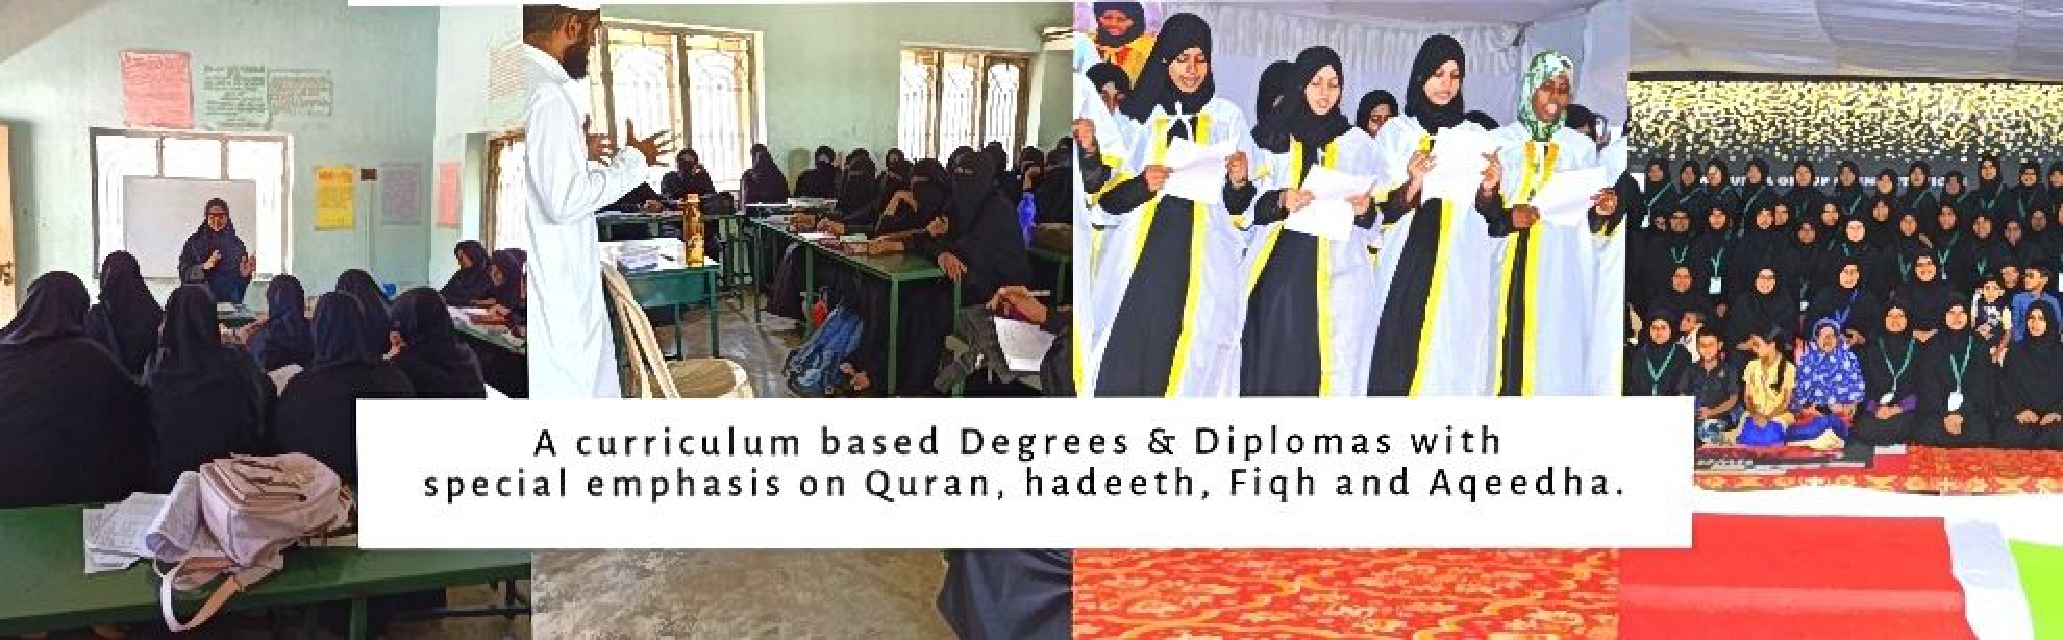 A curriculum based Degrees & Diplomas with
special emphasis on Quran, hadeeth, Fiqh and Aqeedha.